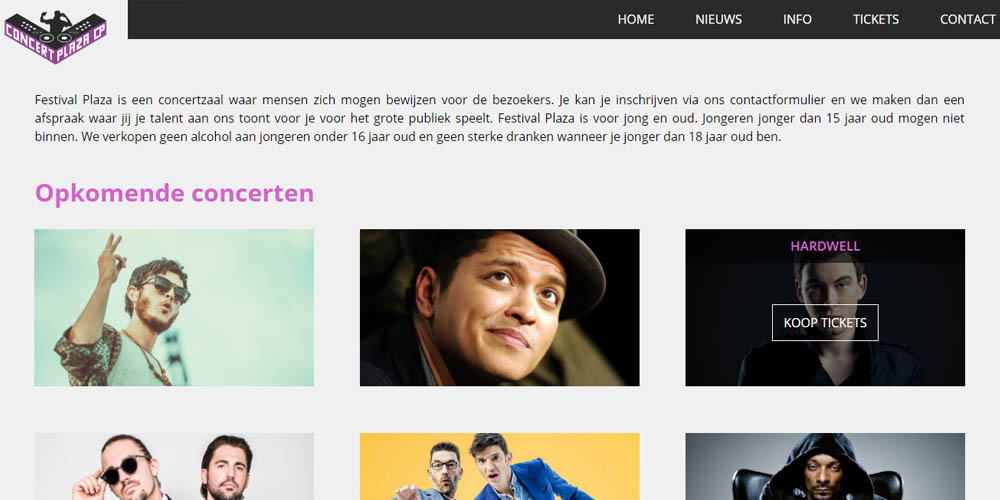 CONCERT PLAZA CP
HOME NIEUWS INFO TICKETS CONTACT
Festival Plaza is een concertzaal waar mensen zich mogen bewijzen voor de bezoekers. Je kan je inschrijven via ons contactformulier en we maken dan een
afspraak waar jij je talent aan ons toont voor je voor het grote publiek speelt. Festival Plaza is voor jong en oud. Jongeren jonger dan 15 jaar oud mogen niet
binnen. We verkopen geen alcohol aan jongeren onder 16 jaar oud en geen sterke dranken wanneer je jonger dan 18 jaar oud ben.
Opkomende concerten
HARDWELL
KOOP TICKETS